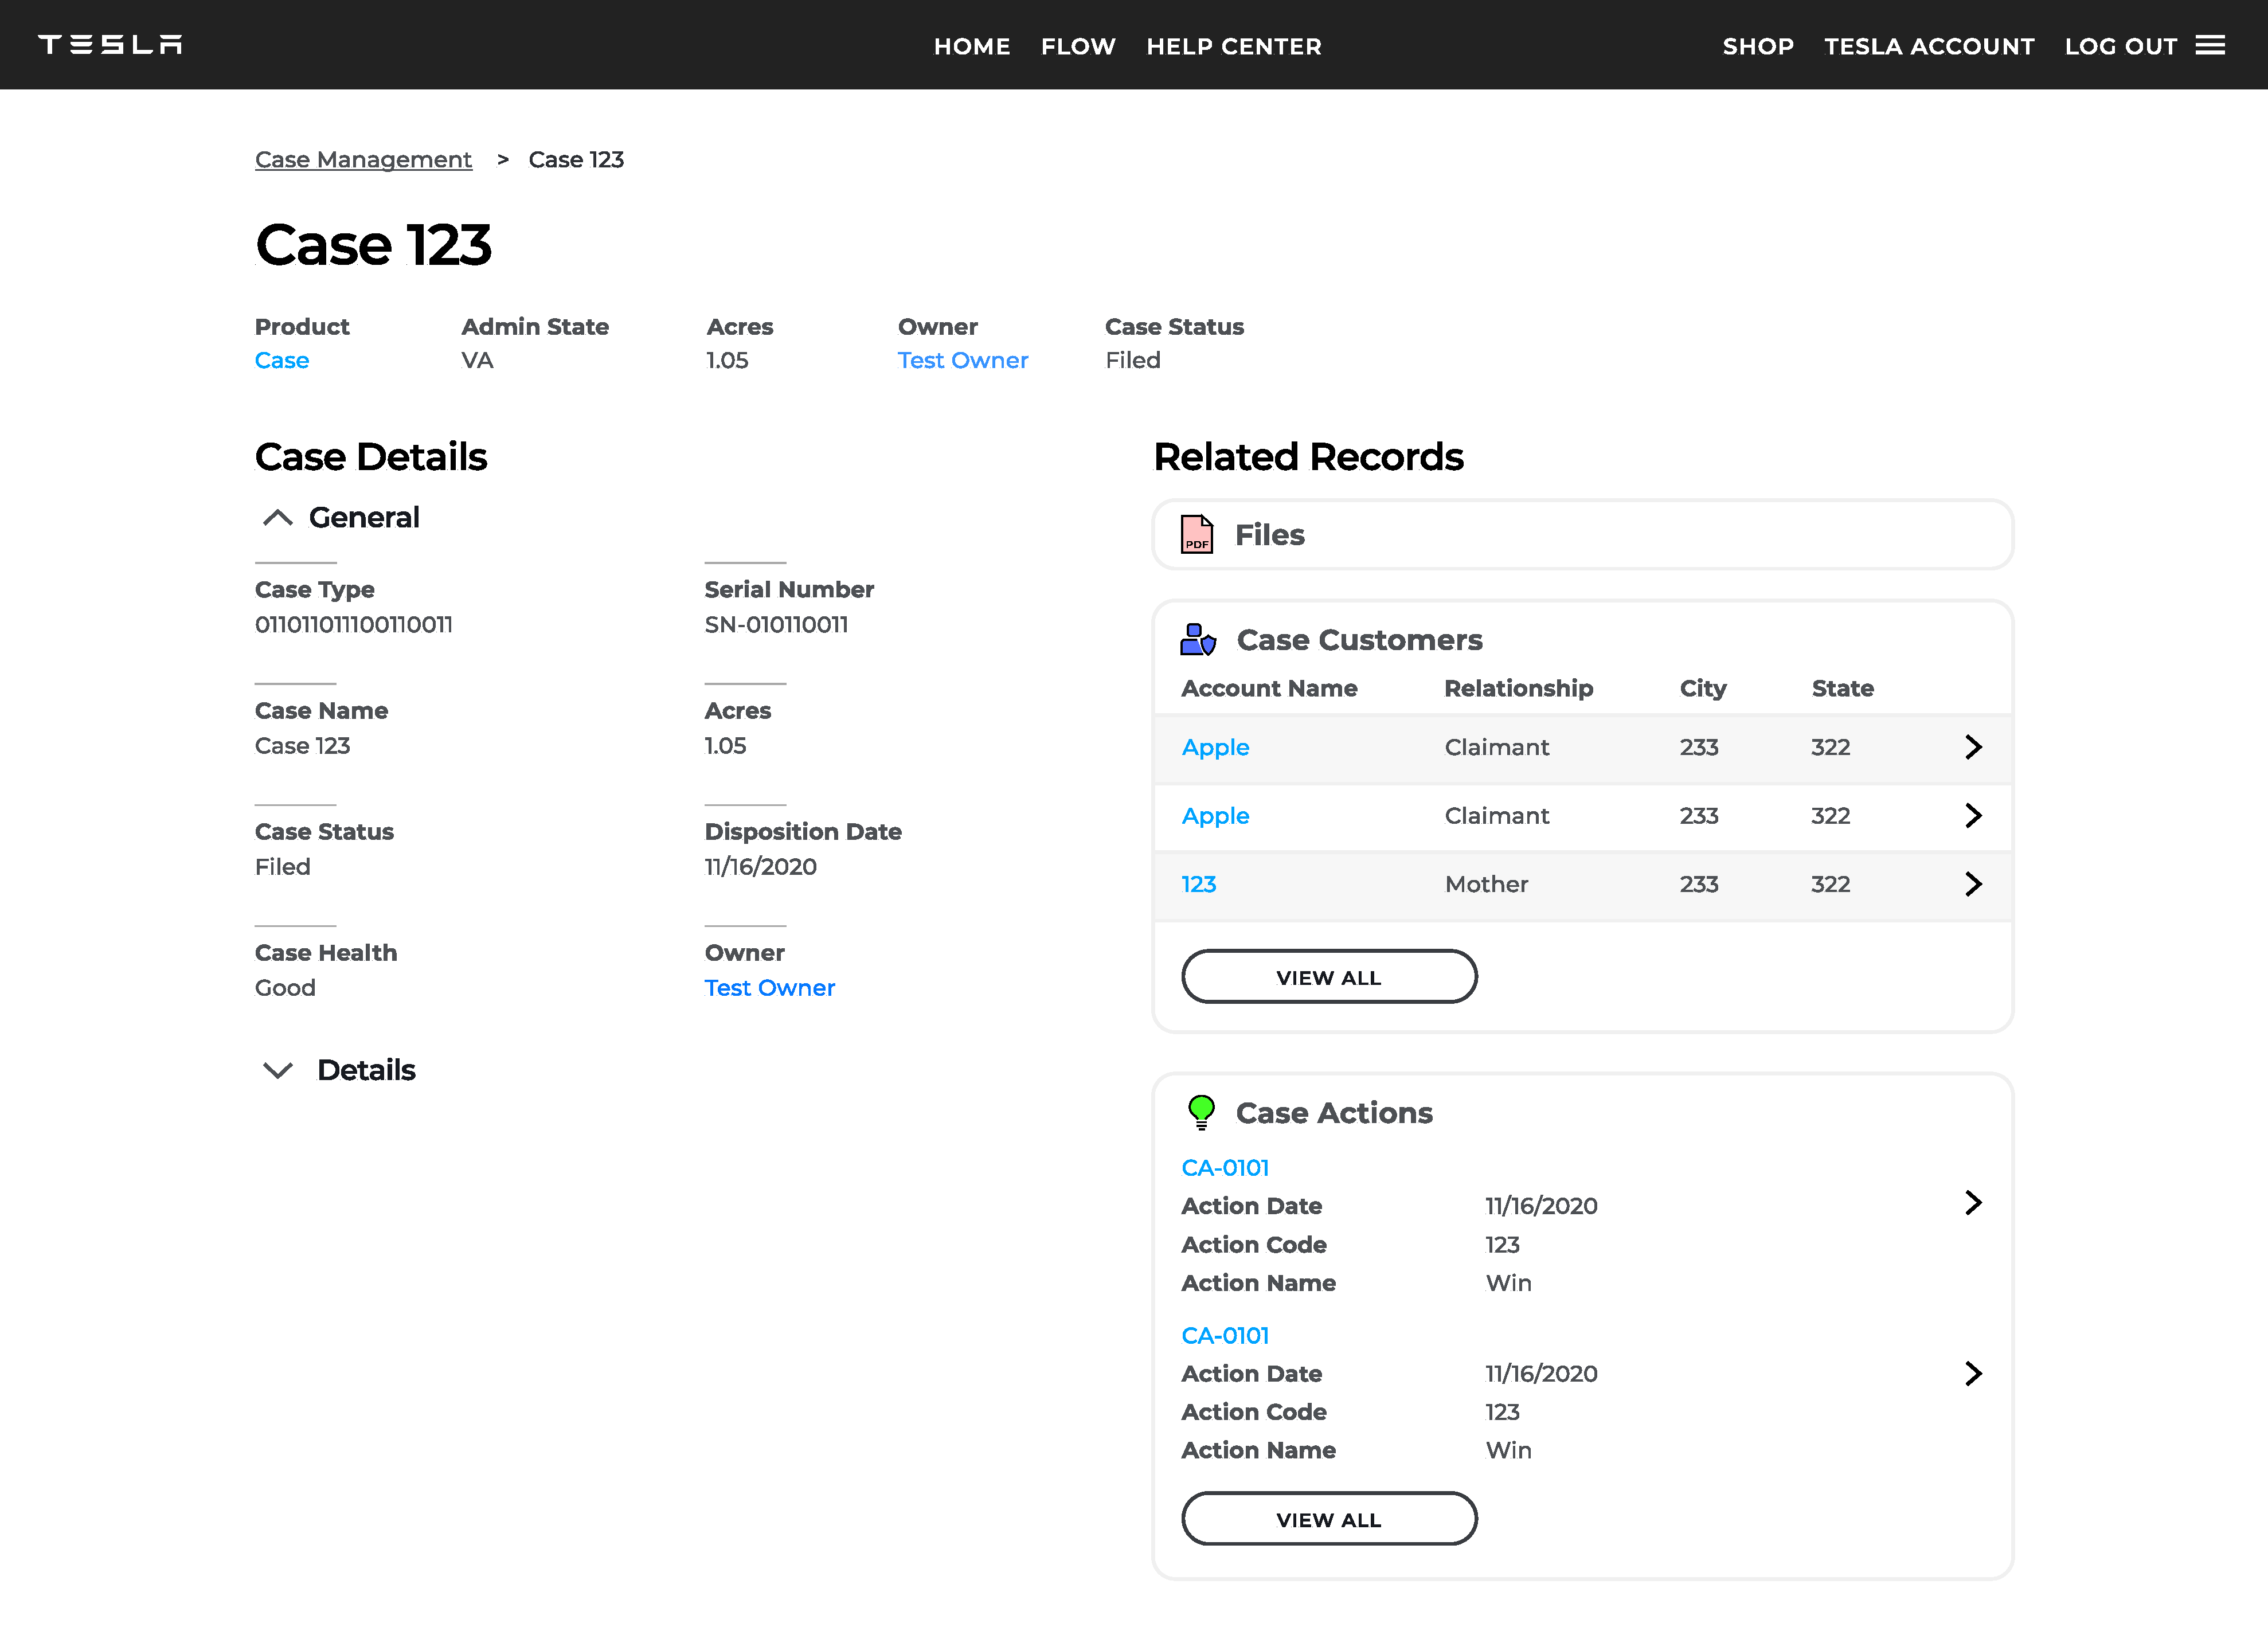 TESLA
HOME FLOW HELP CENTER
SHOP TESLA ACCOUNT LOG OUT
Case Management > Case 123
Case 123
Product Admin State Acres Owner Case Status
Case VA 1.05 Test Owner Filed
Case Details
General
Case Type Serial Number
011011011100110011 SN-010110011
Case Name Acres
Case 123 1.05
Case Status Disposition Date
Filed 11/16/2020
Case Health Owner
Good Test Owner
Details
Related Records
PDF Files
Case Customers
Account Name Relationship City State
Apple Claimant 233 322
Apple Claimant 233 322
123 Mother 233 322
VIEW ALL
Case Actions
CA-0101
Action Date 11/16/2020
Action Code 123
Action Name Win
CA-0101
Action Date 11/16/2020
Action Code 123
Action Name Win
VIEW ALL